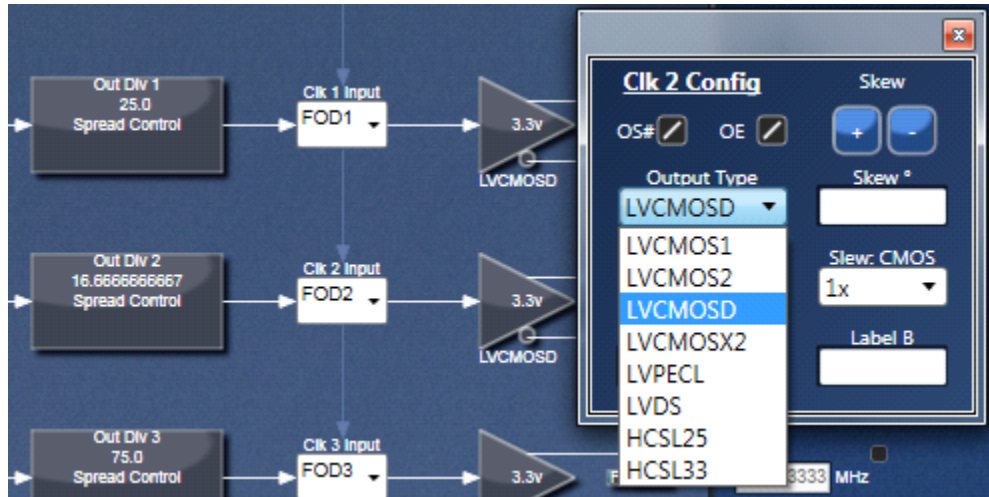 Out Div 1
25.0
Spread Control
Clk 1 Input
FOD1
3.3v
LVCMOSD
Out Div 2
16.6666666667
Spread Control
Clk 2 Input
FOD2
3.3v
LVCMOSD
Out Div 3
75.0
Spread Control
Clk 3 Input
FOD3
3.3v
x
Clk 2 Config
Skew
OS#
OE
+
-
Output Type
Skew °
LVCMOSD
LVCMOS1
LVCMOS2
LVCMOSD
LVCMOSX2
LVPECL
LVDS
HCSL25
HCSL33
Slew: CMOS
1x
Label B
3333 MHz